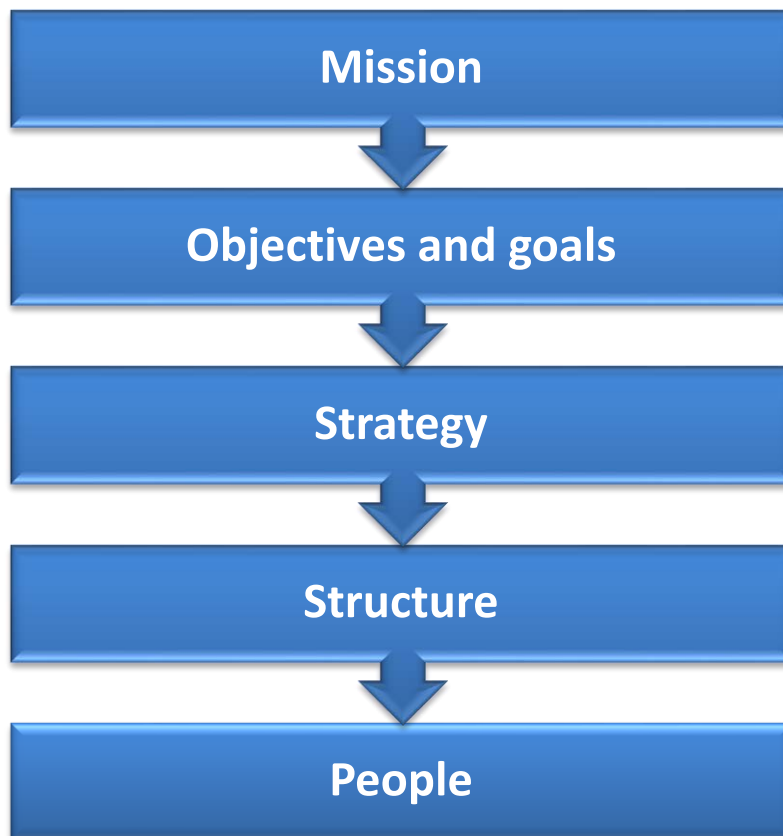 Mission
Objectives and goals
Strategy
Structure
People